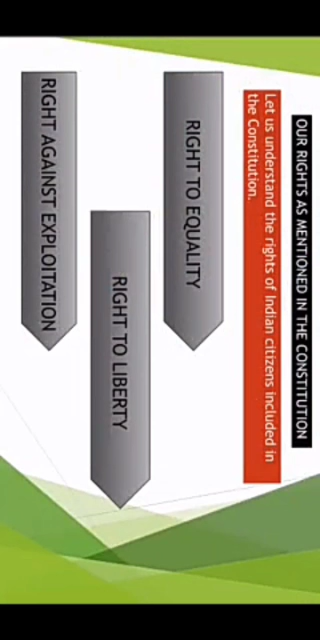 OUR RIGHTS AS MENTIONED IN THE CONSTITUTION
Let us understand the rights of Indian citizens included in
the Constitution.
RIGHT TO EQUALITY
RIGHT TO LIBERTY
RIGHT AGAINST EXPLOITATION